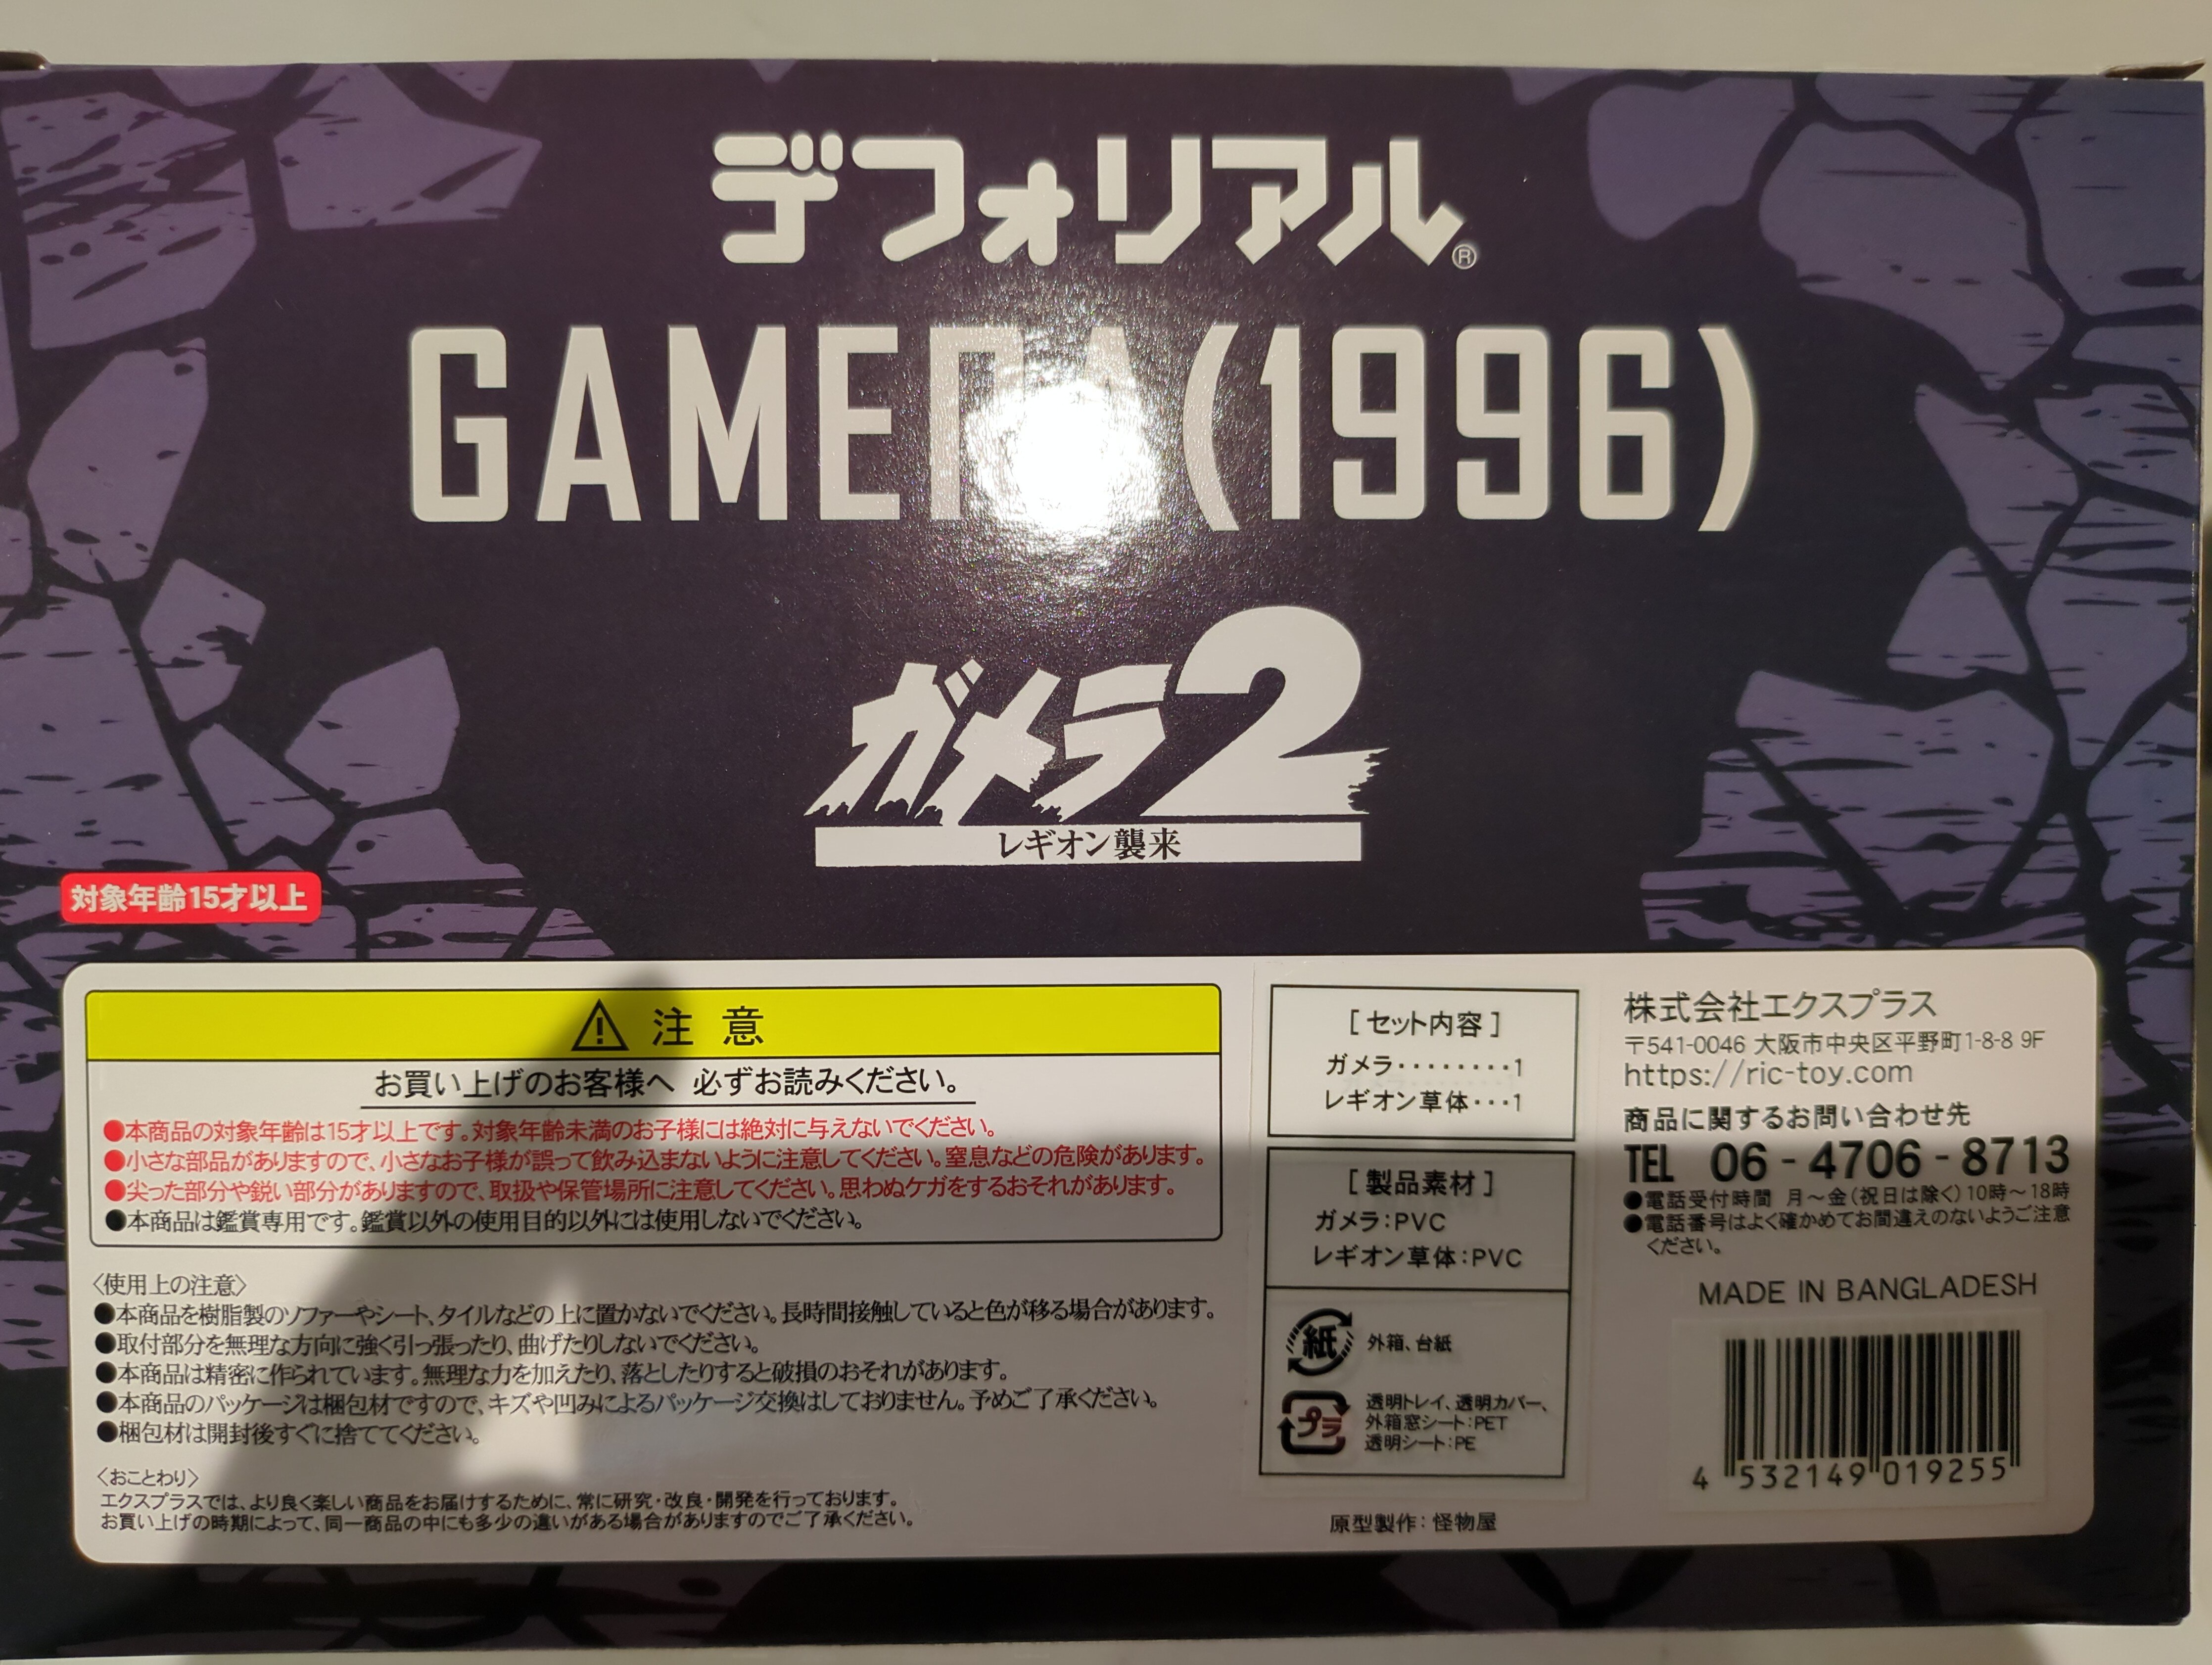 デフォリアル®
GAMERA (1996)
ガメラ2
レギオン襲来
対象年齢15才以上
⚠ 注意
お買い上げのお客様へ 必ずお読みください。
●本商品の対象年齢は15才以上です。対象年齢未満のお子様には絶対に与えないでください。
●小さな部品がありますので、小さなお子様が誤って飲み込まないように注意してください。窒息などの危険があります。
●尖った部分や鋭い部分がありますので、取扱や保管場所に注意してください。思わぬケガをするおそれがあります。
●本商品は鑑賞専用です。鑑賞以外の使用目的以外には使用しないでください。
〈使用上の注意〉
●本商品を樹脂製のソファーやシート、タイルなどの上に置かないでください。長時間接触していると色が移る場合があります。
●取付部分を無理な方向に強く引っ張ったり、曲げたりしないでください。
●本商品は精密に作られています。無理な力を加えたり、落としたりすると破損のおそれがあります。
●本商品のパッケージは梱包材ですので、キズや凹みによるパッケージ交換はしておりません。予めご了承ください。
●梱包材は開封後すぐに捨ててください。
〈おことわり〉
エクスプラスでは、より良く楽しい商品をお届けするために、常に研究・改良・開発を行っております。
お買い上げの時期によって、同一商品の中にも多少の違いがある場合がありますのでご了承ください。
[セット内容]
ガメラ・・・・・・・・1
レギオン草体・・・1
[製品素材]
ガメラ：PVC
レギオン草体：PVC
紙
外箱、台紙
プラ
透明トレイ、透明カバー、
外箱窓シート：PET
透明シート：PE
原型製作：怪物屋
株式会社エクスプラス
〒541-0046 大阪市中央区平野町1-8-8 9F
https://ric-toy.com
商品に関するお問い合わせ先
TEL 06-4706-8713
●電話受付時間 月～金（祝日は除く）10時～18時
●電話番号はよく確かめてお間違えのないようご注意
ください。
MADE IN BANGLADESH
4 532149 019255